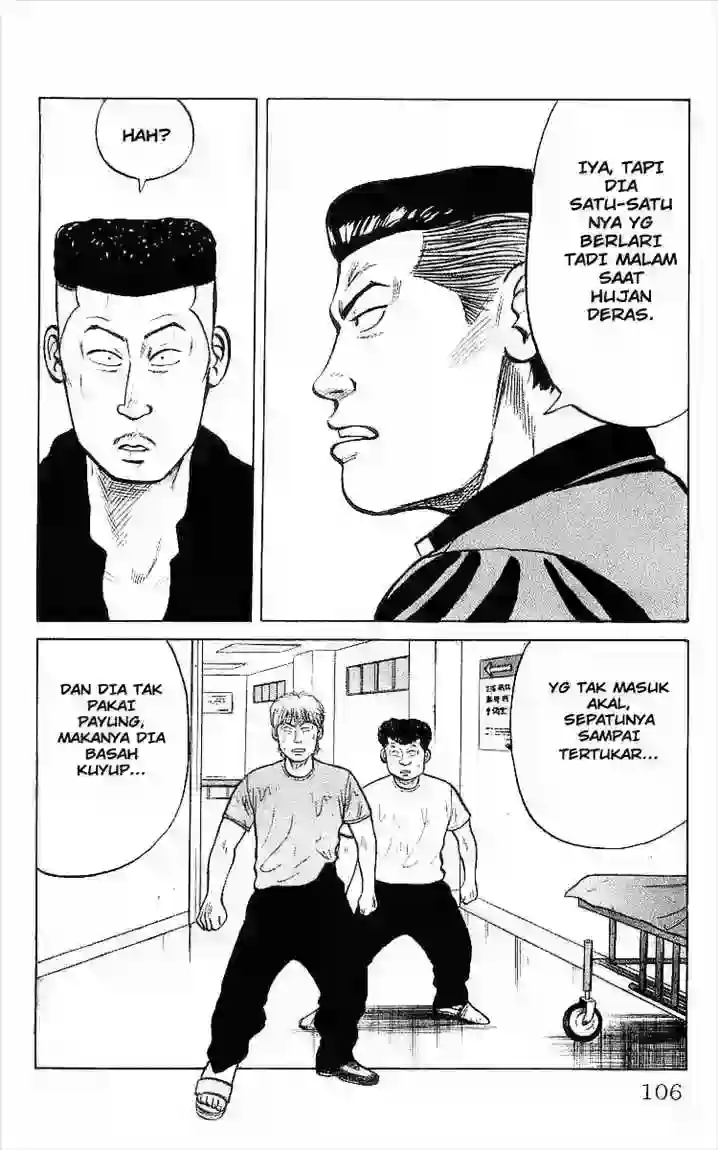 IYA, TAPI
DIA
SATU-SATU
NYA YG
BERLARI
TADI MALAM
SAAT
HUJAN
DERAS.
HAH?
YG TAK MASUK
AKAL,
SEPATUNYA
SAMPAI
TERTUKAR...
DAN DIA TAK
PAKAI
PAYUNG,
MAKANYA DIA
BASAH
KUYUP...
106